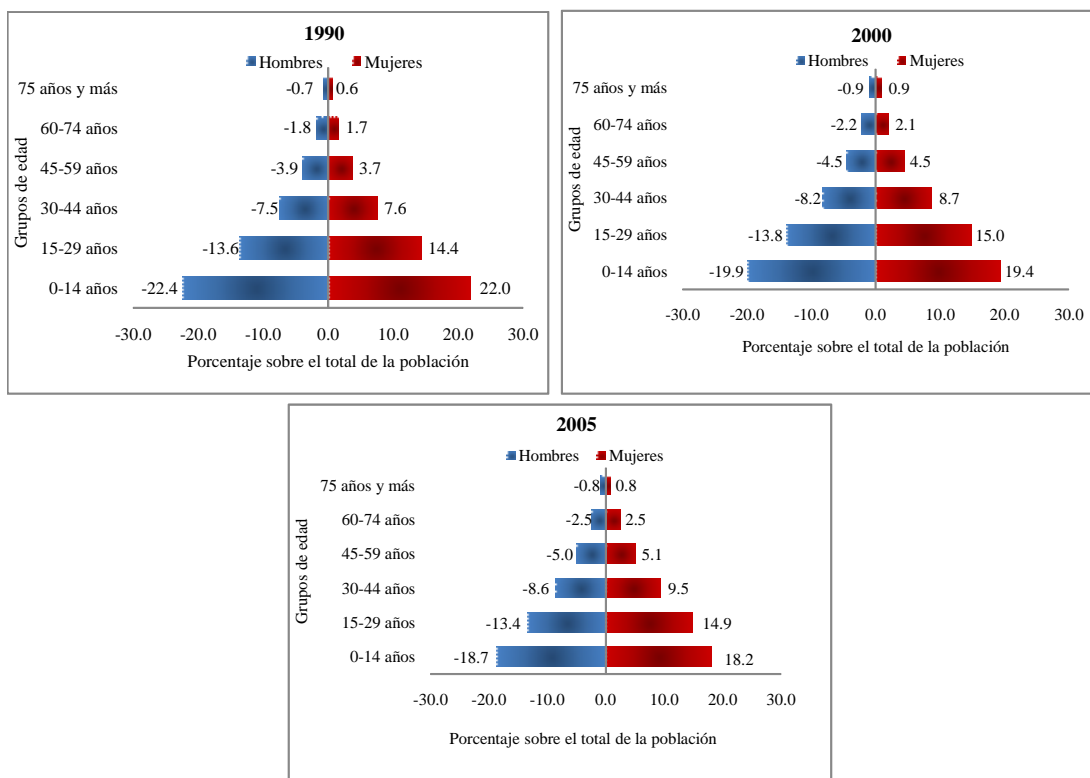 1990
Hombres Mujeres
Grupos de edad
75 años y más -0.7 0.6
60-74 años -1.8 1.7
45-59 años -3.9 3.7
30-44 años -7.5 7.6
15-29 años -13.6 14.4
0-14 años -22.4 22.0
-30.0 -20.0 -10.0 0.0 10.0 20.0 30.0
Porcentaje sobre el total de la población
2000
Hombres Mujeres
Grupos de edad
75 años y más -0.9 0.9
60-74 años -2.2 2.1
45-59 años -4.5 4.5
30-44 años -8.2 8.7
15-29 años -13.8 15.0
0-14 años -19.9 19.4
-30.0 -20.0 -10.0 0.0 10.0 20.0 30.0
Porcentaje sobre el total de la población
2005
Hombres Mujeres
Grupos de edad
75 años y más -0.8 0.8
60-74 años -2.5 2.5
45-59 años -5.0 5.1
30-44 años -8.6 9.5
15-29 años -13.4 14.9
0-14 años -18.7 18.2
-30.0 -20.0 -10.0 0.0 10.0 20.0 30.0
Porcentaje sobre el total de la población